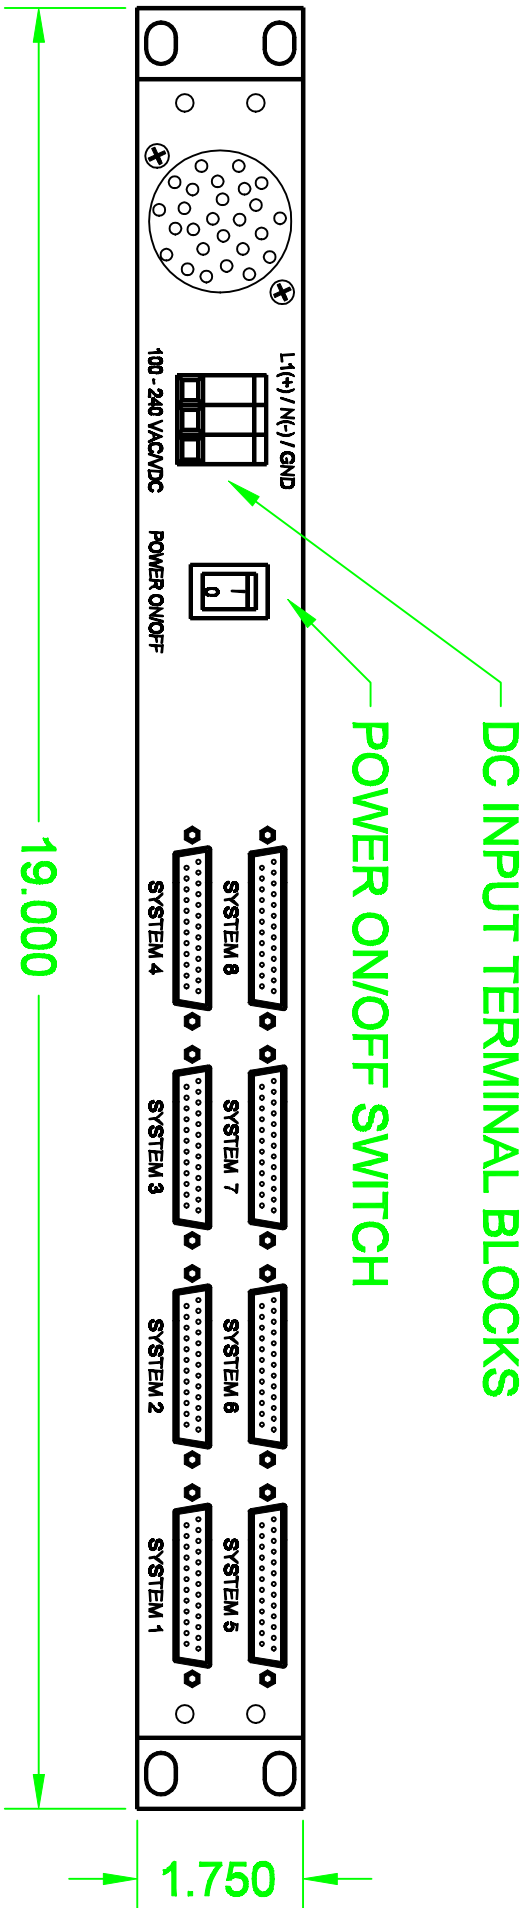 DC INPUT TERMINAL BLOCKS
POWER ON/OFF SWITCH
L1(+) / N(-) / GND
100 - 240 VAC/VDC
POWER ON/OFF
SYSTEM 8
SYSTEM 7
SYSTEM 6
SYSTEM 5
SYSTEM 4
SYSTEM 3
SYSTEM 2
SYSTEM 1
19.000
1.750